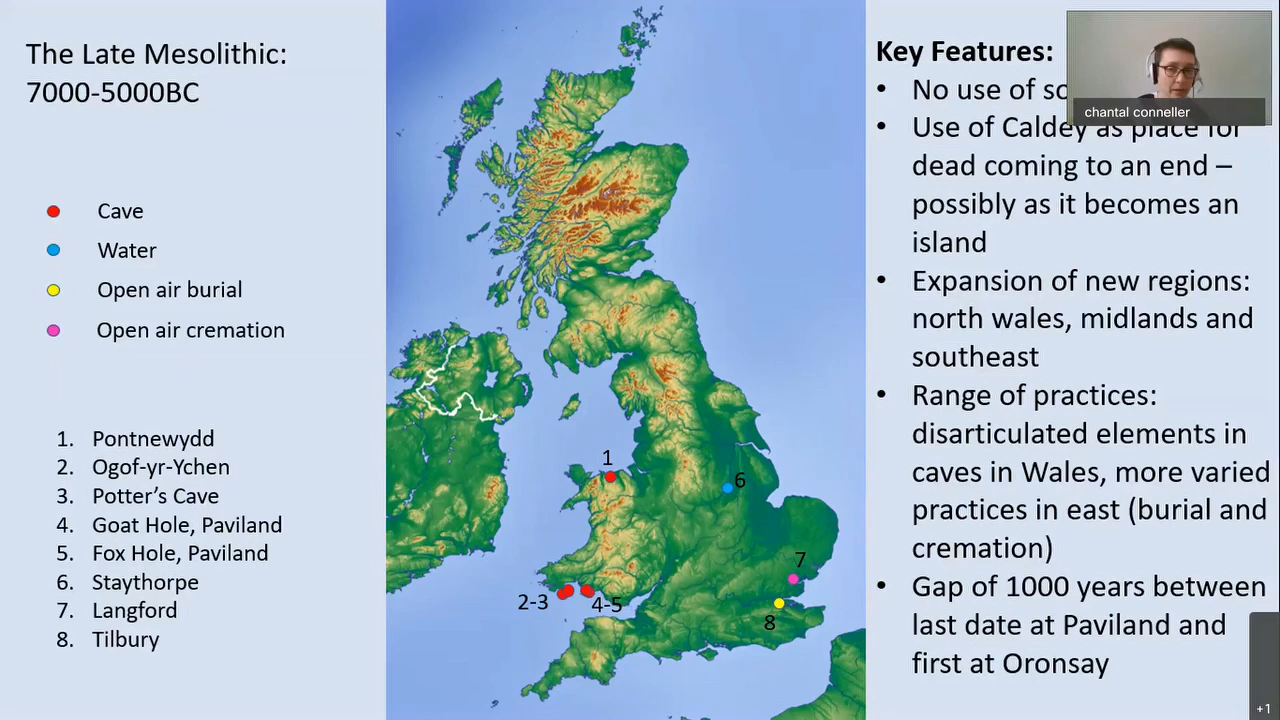 The Late Mesolithic:
7000-5000BC
Cave
Water
Open air burial
Open air cremation
1. Pontnewydd
2. Ogof-yr-Ychen
3. Potter's Cave
4. Goat Hole, Paviland
5. Fox Hole, Paviland
6. Staythorpe
7. Langford
8. Tilbury
1
6
7
2-3
4-5
8
Key Features:
• No use of
• Use of Caldey as place for
dead coming to an end –
possibly as it becomes an
island
• Expansion of new regions:
north wales, midlands and
southeast
• Range of practices:
disarticulated elements in
caves in Wales, more varied
practices in east (burial and
cremation)
• Gap of 1000 years between
last date at Paviland and
first at Oronsay
chantal conneller
+1